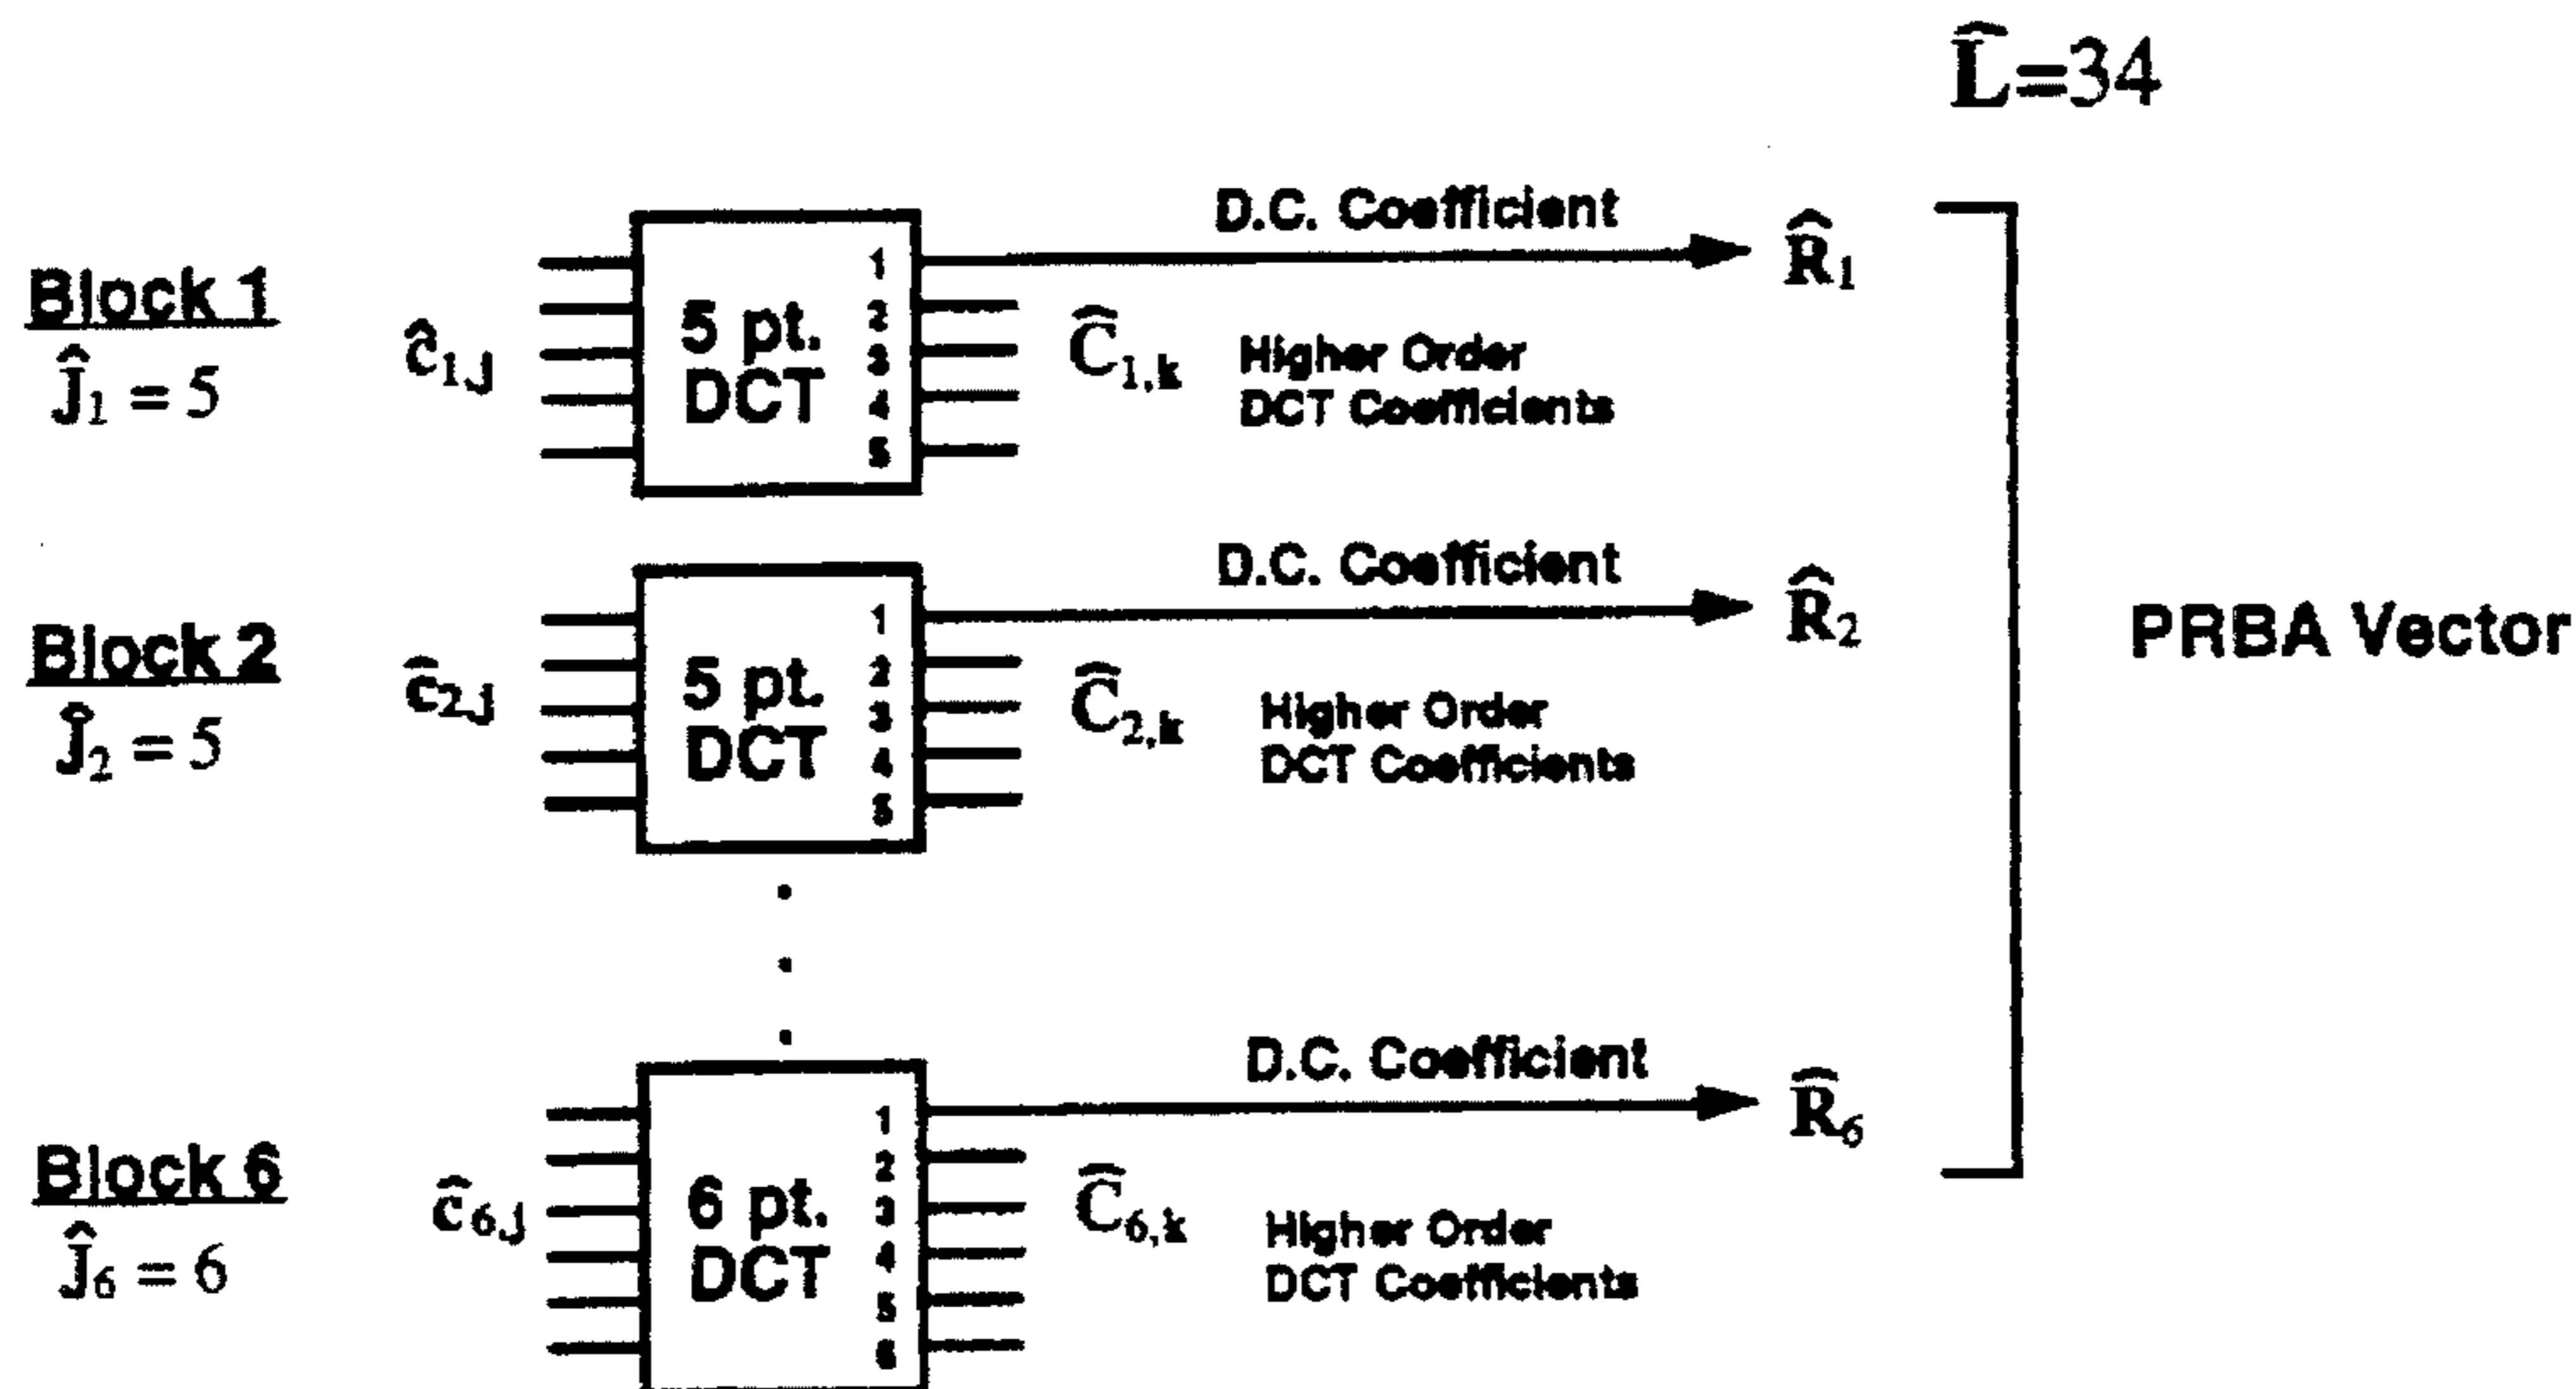 L̂=34
Block 1
Ĵ₁ = 5
ĉ₁,ⱼ
5 pt.
DCT
1
2
3
4
5
D.C. Coefficient
R̂₁
Ĉ₁,ₖ
Higher Order
DCT Coefficients
Block 2
Ĵ₂ = 5
ĉ₂,ⱼ
5 pt.
DCT
1
2
3
4
5
D.C. Coefficient
R̂₂
Ĉ₂,ₖ
Higher Order
DCT Coefficients
PRBA Vector
Block 6
Ĵ₆ = 6
ĉ₆,ⱼ
6 pt.
DCT
1
2
3
4
5
6
D.C. Coefficient
R̂₆
Ĉ₆,ₖ
Higher Order
DCT Coefficients